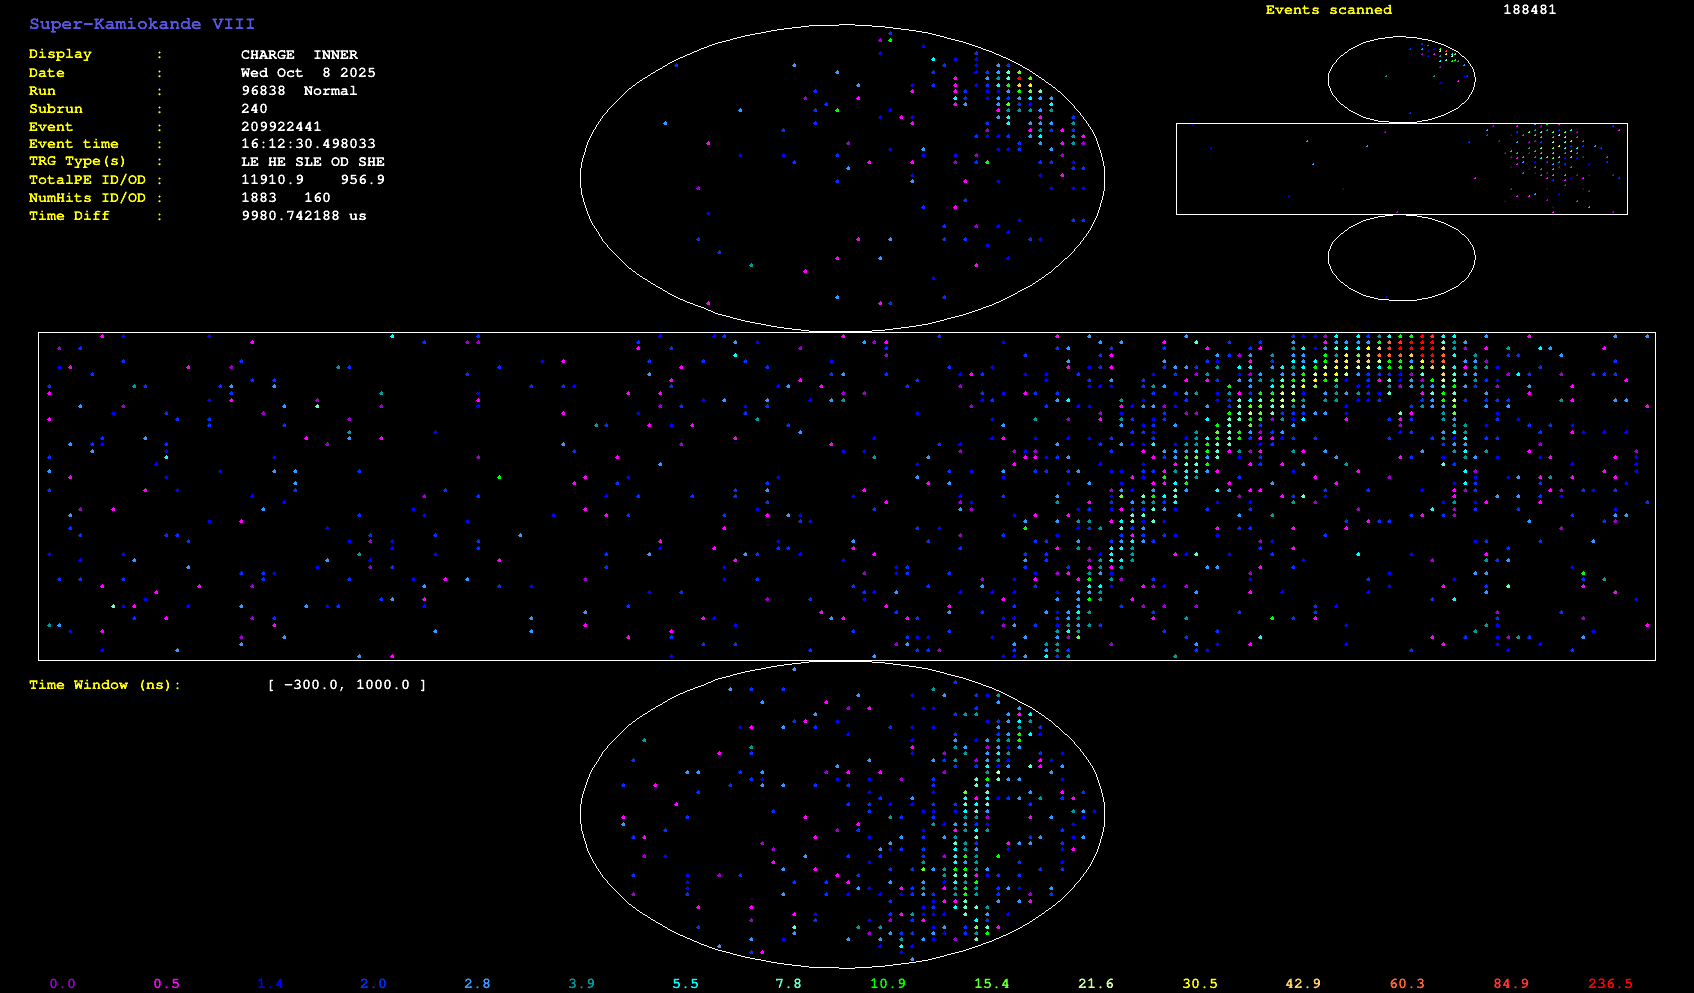 Super-Kamiokande VIII
Events scanned 188481
Display : CHARGE INNER
Date : Wed Oct 8 2025
Run : 96838 Normal
Subrun : 240
Event : 209922441
Event time : 16:12:30.498033
TRG Type(s) : LE HE SLE OD SHE
TotalPE ID/OD : 11910.9 956.9
NumHits ID/OD : 1883 160
Time Diff : 9980.742188 us
Time Window (ns): [ -300.0, 1000.0 ]
0.0 0.5 1.4 2.0 2.8 3.9 5.5 7.8 10.9 15.4 21.6 30.5 42.9 60.3 84.9 236.5